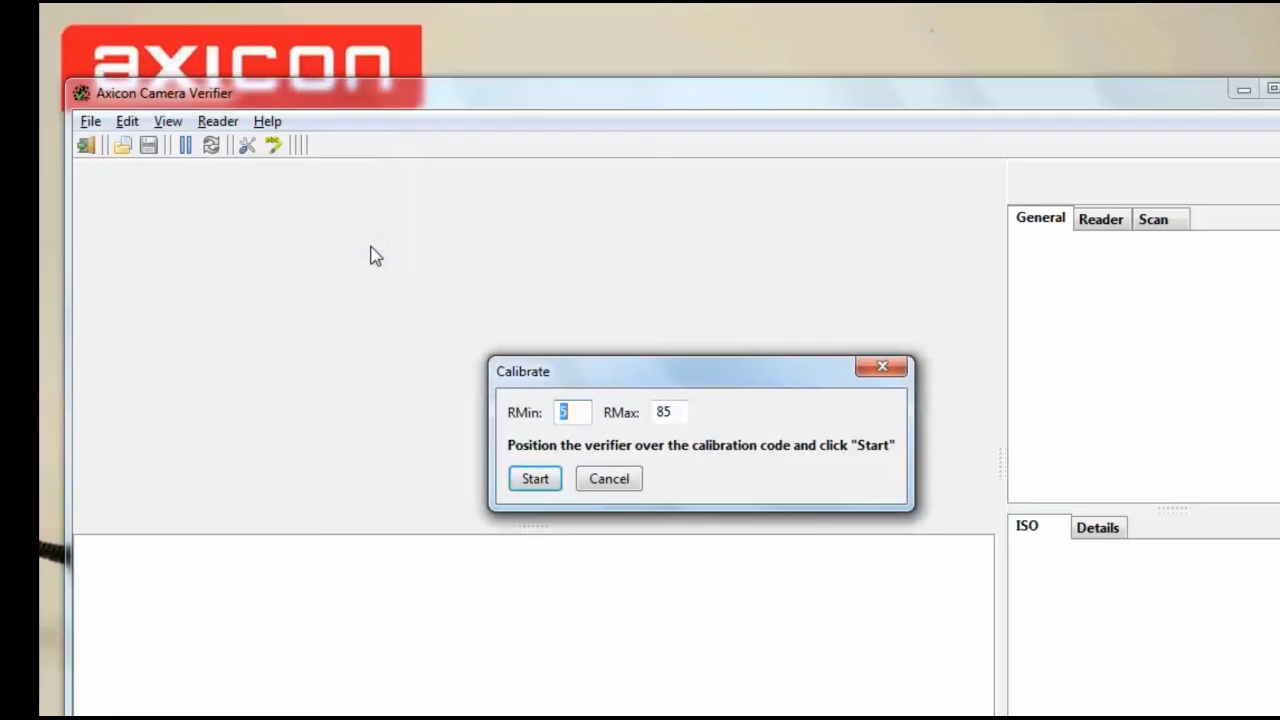 axicon
Axicon Camera Verifier
File Edit View Reader Help
abc
General Reader Scan
Calibrate
RMin: 5 RMax: 85
Position the verifier over the calibration code and click "Start"
Start Cancel
ISO Details